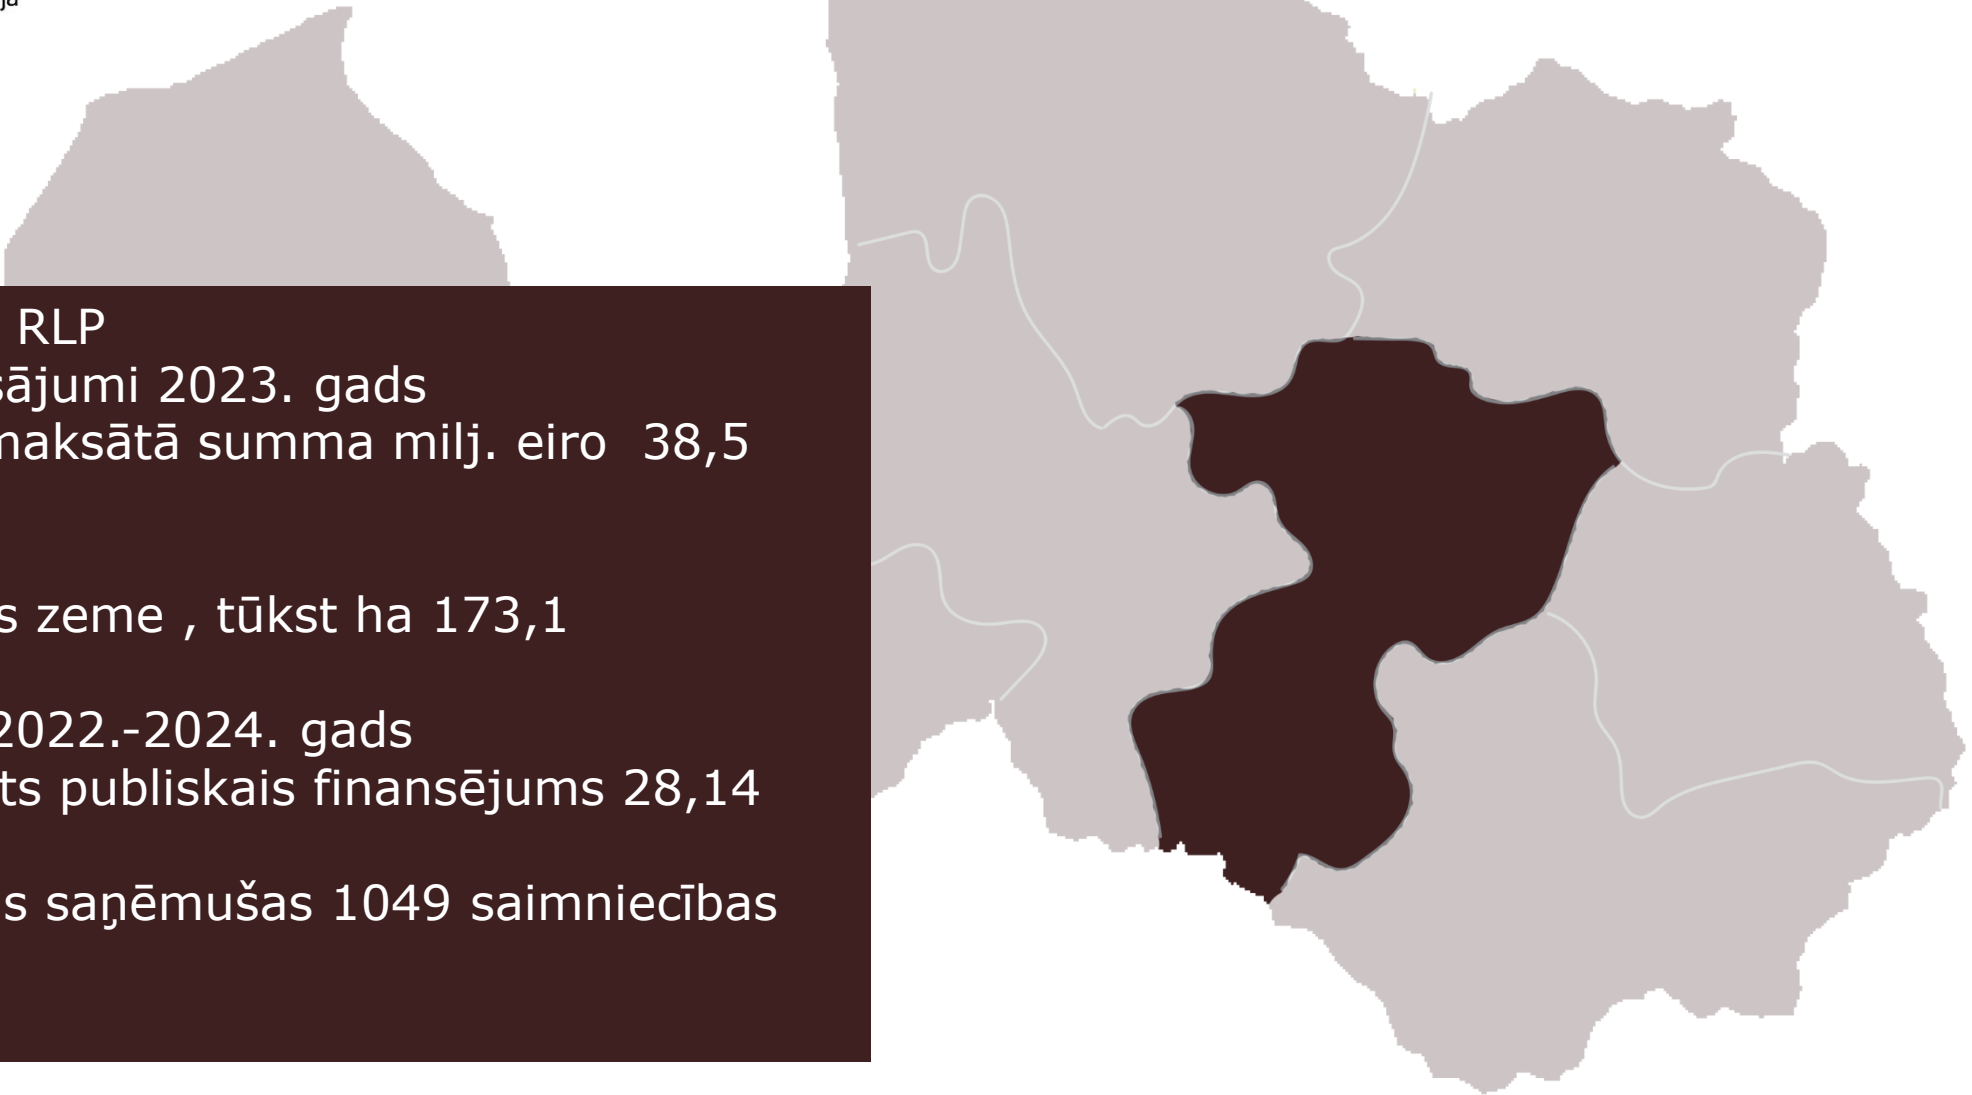 ja
RLP
sājumi 2023. gads
maksātā summa milj. eiro 38,5
s zeme , tūkst ha 173,1
2022.-2024. gads
ts publiskais finansējums 28,14
s saņēmušas 1049 saimniecības